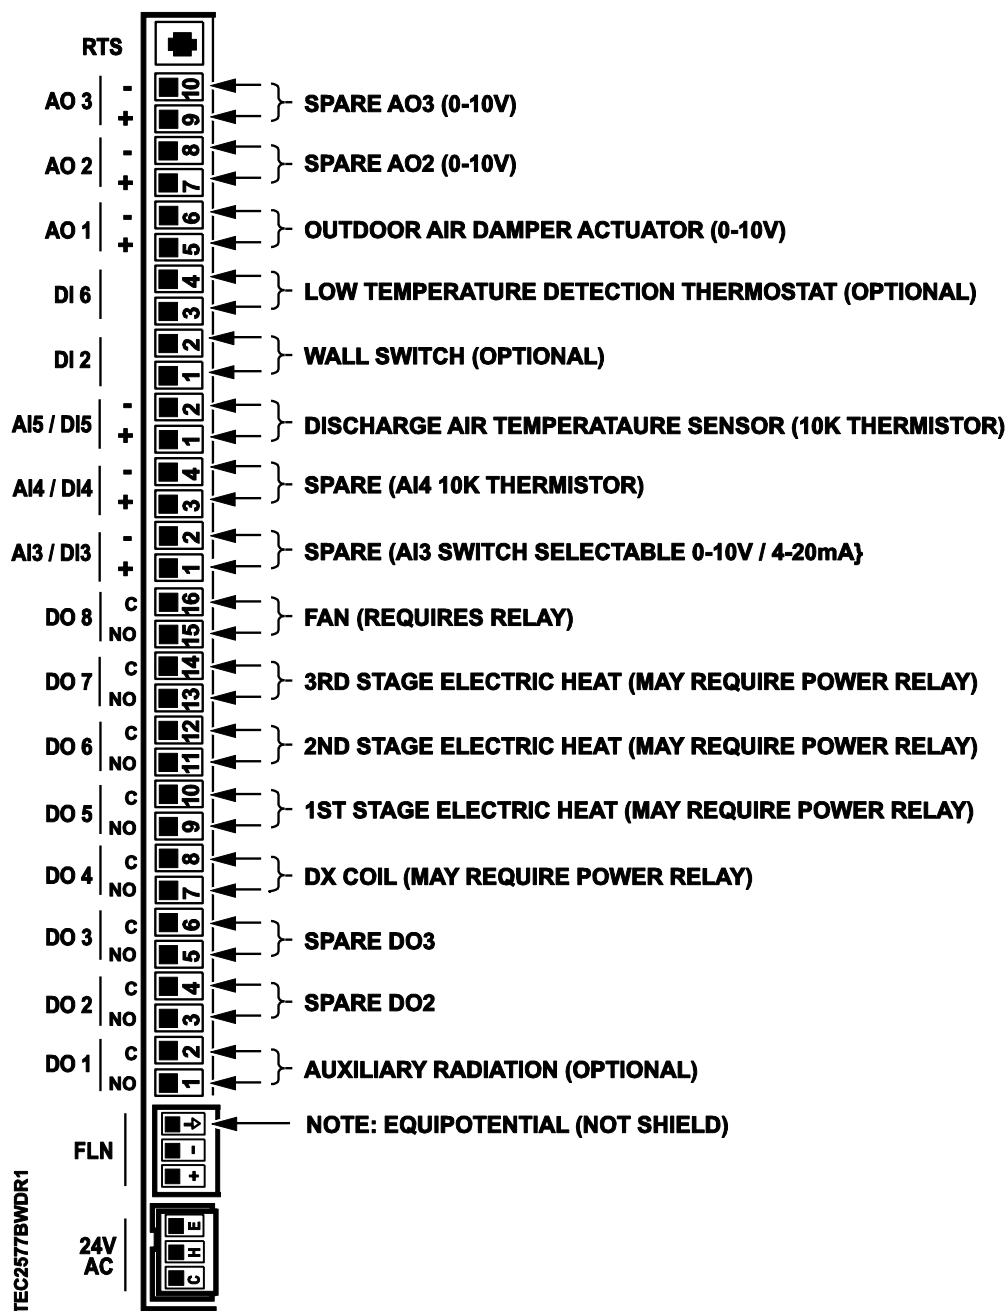 RTS
AO 3 - 10 SPARE AO3 (0-10V)
+ 9
AO 2 - 8 SPARE AO2 (0-10V)
+ 7
AO 1 - 6 OUTDOOR AIR DAMPER ACTUATOR (0-10V)
+ 5
DI 6 4 LOW TEMPERATURE DETECTION THERMOSTAT (OPTIONAL)
3
DI 2 2 WALL SWITCH (OPTIONAL)
1
AI5 / DI5 - 2 DISCHARGE AIR TEMPERATAURE SENSOR (10K THERMISTOR)
+ 1
AI4 / DI4 - 4 SPARE (AI4 10K THERMISTOR)
+ 3
AI3 / DI3 - 2 SPARE (AI3 SWITCH SELECTABLE 0-10V / 4-20mA}
+ 1
DO 8 C 16 FAN (REQUIRES RELAY)
NO 15
DO 7 C 14 3RD STAGE ELECTRIC HEAT (MAY REQUIRE POWER RELAY)
NO 13
DO 6 C 12 2ND STAGE ELECTRIC HEAT (MAY REQUIRE POWER RELAY)
NO 11
DO 5 C 10 1ST STAGE ELECTRIC HEAT (MAY REQUIRE POWER RELAY)
NO 9
DO 4 C 8 DX COIL (MAY REQUIRE POWER RELAY)
NO 7
DO 3 C 6 SPARE DO3
NO 5
DO 2 C 4 SPARE DO2
NO 3
DO 1 C 2 AUXILIARY RADIATION (OPTIONAL)
NO 1
NOTE: EQUIPOTENTIAL (NOT SHIELD)
FLN -
+
24V E
AC H
C
TEC2577BWDR1